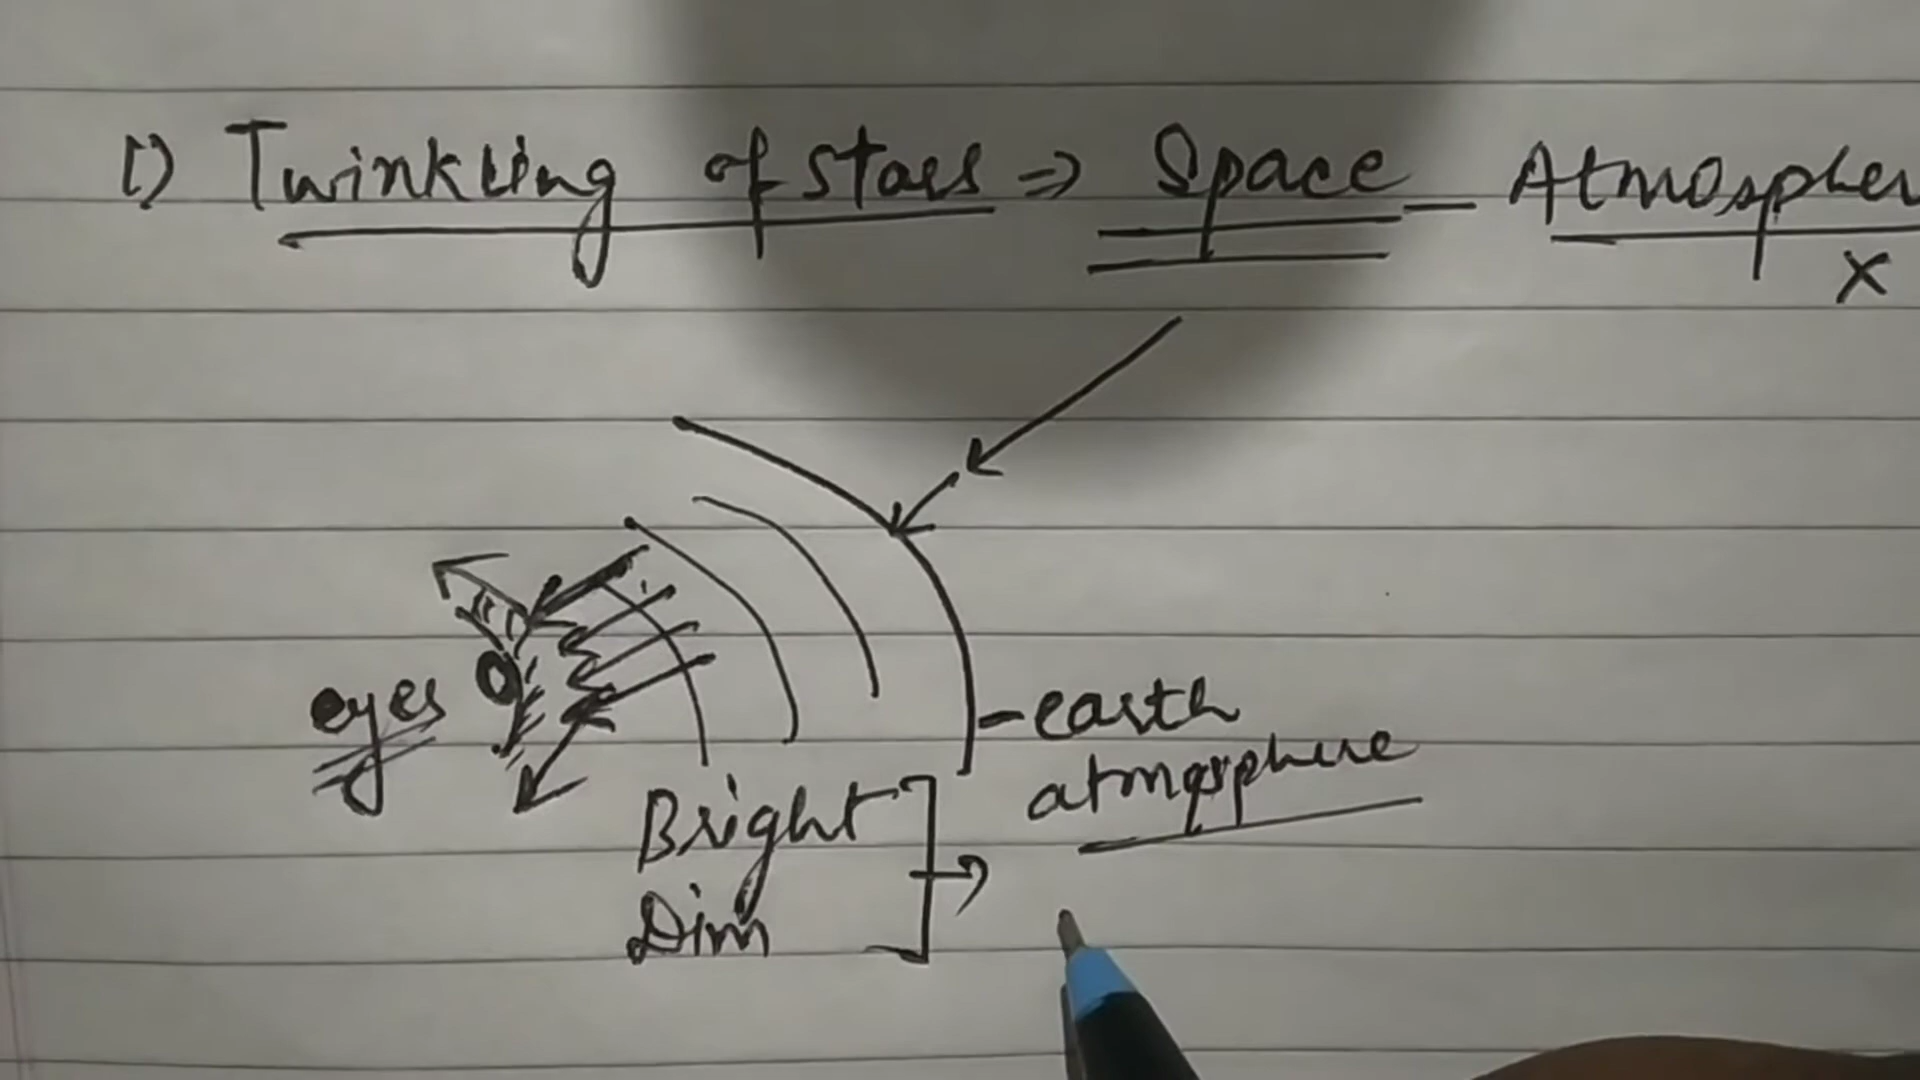 1) Twinkling of stars ⇒ Space - Atmospher
x
eyes
- earth
atmosphere
Bright
Dim